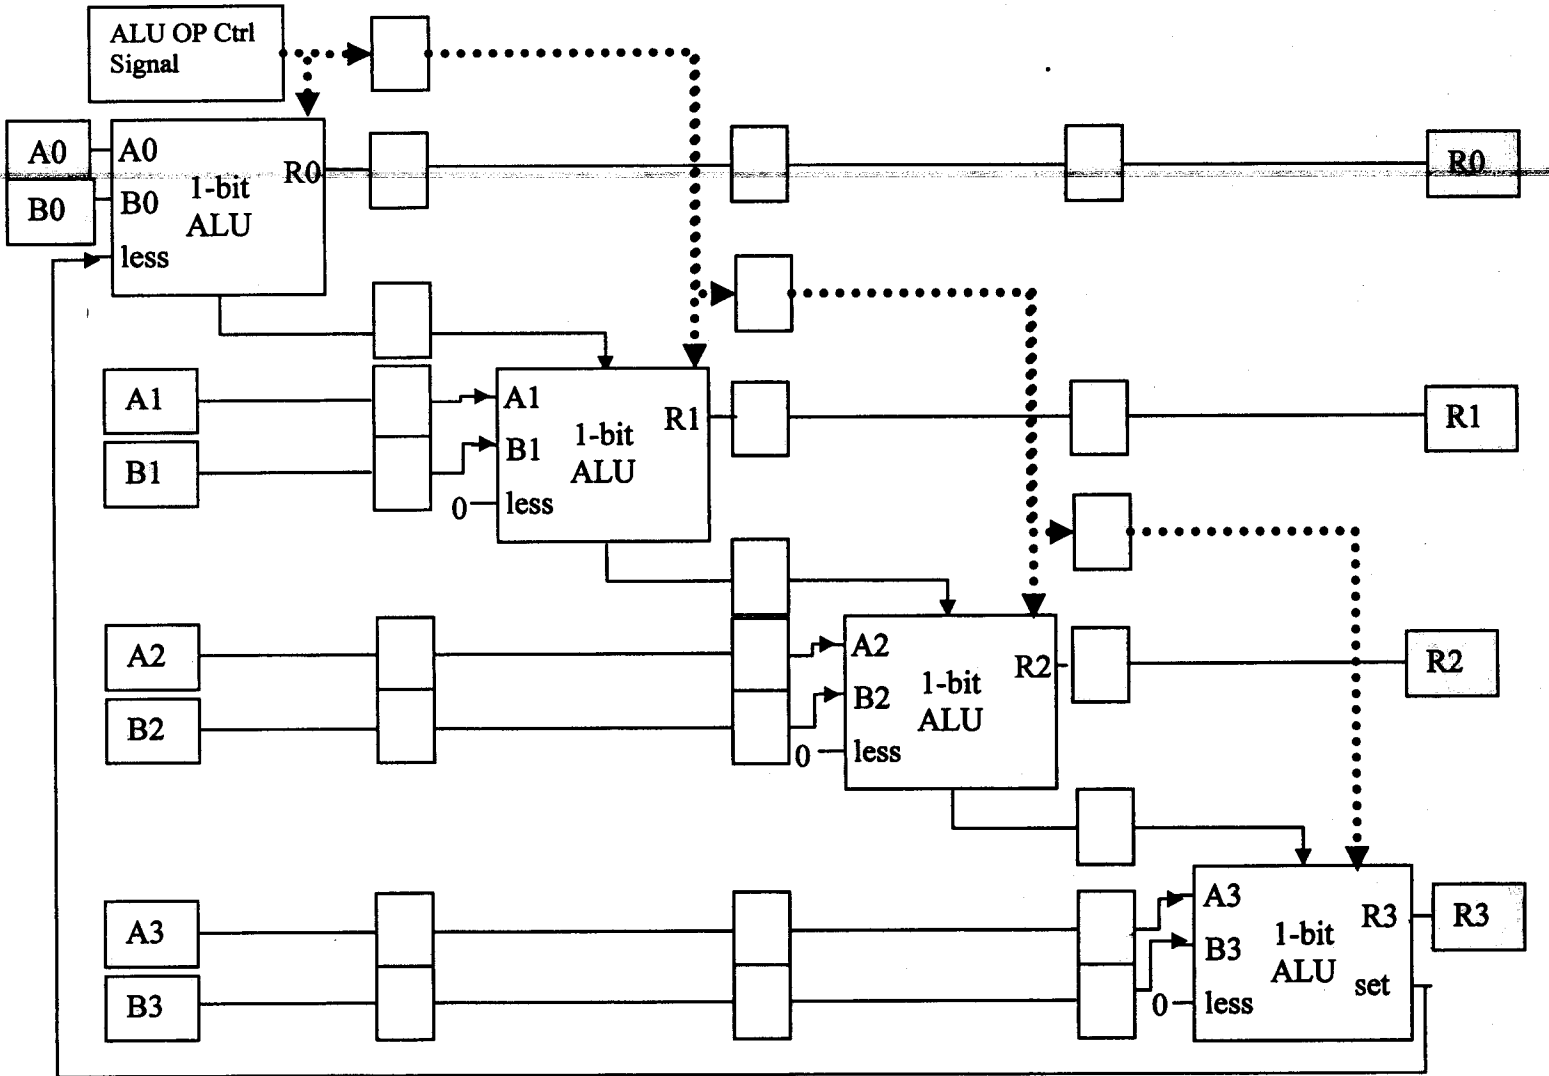 ALU OP Ctrl
Signal
A0
B0
A0
B0
less
1-bit
ALU
R0
R0
A1
B1
A1
B1
0
less
1-bit
ALU
R1
R1
A2
B2
A2
B2
0
less
1-bit
ALU
R2
R2
A3
B3
A3
B3
0
less
1-bit
ALU
R3
set
R3